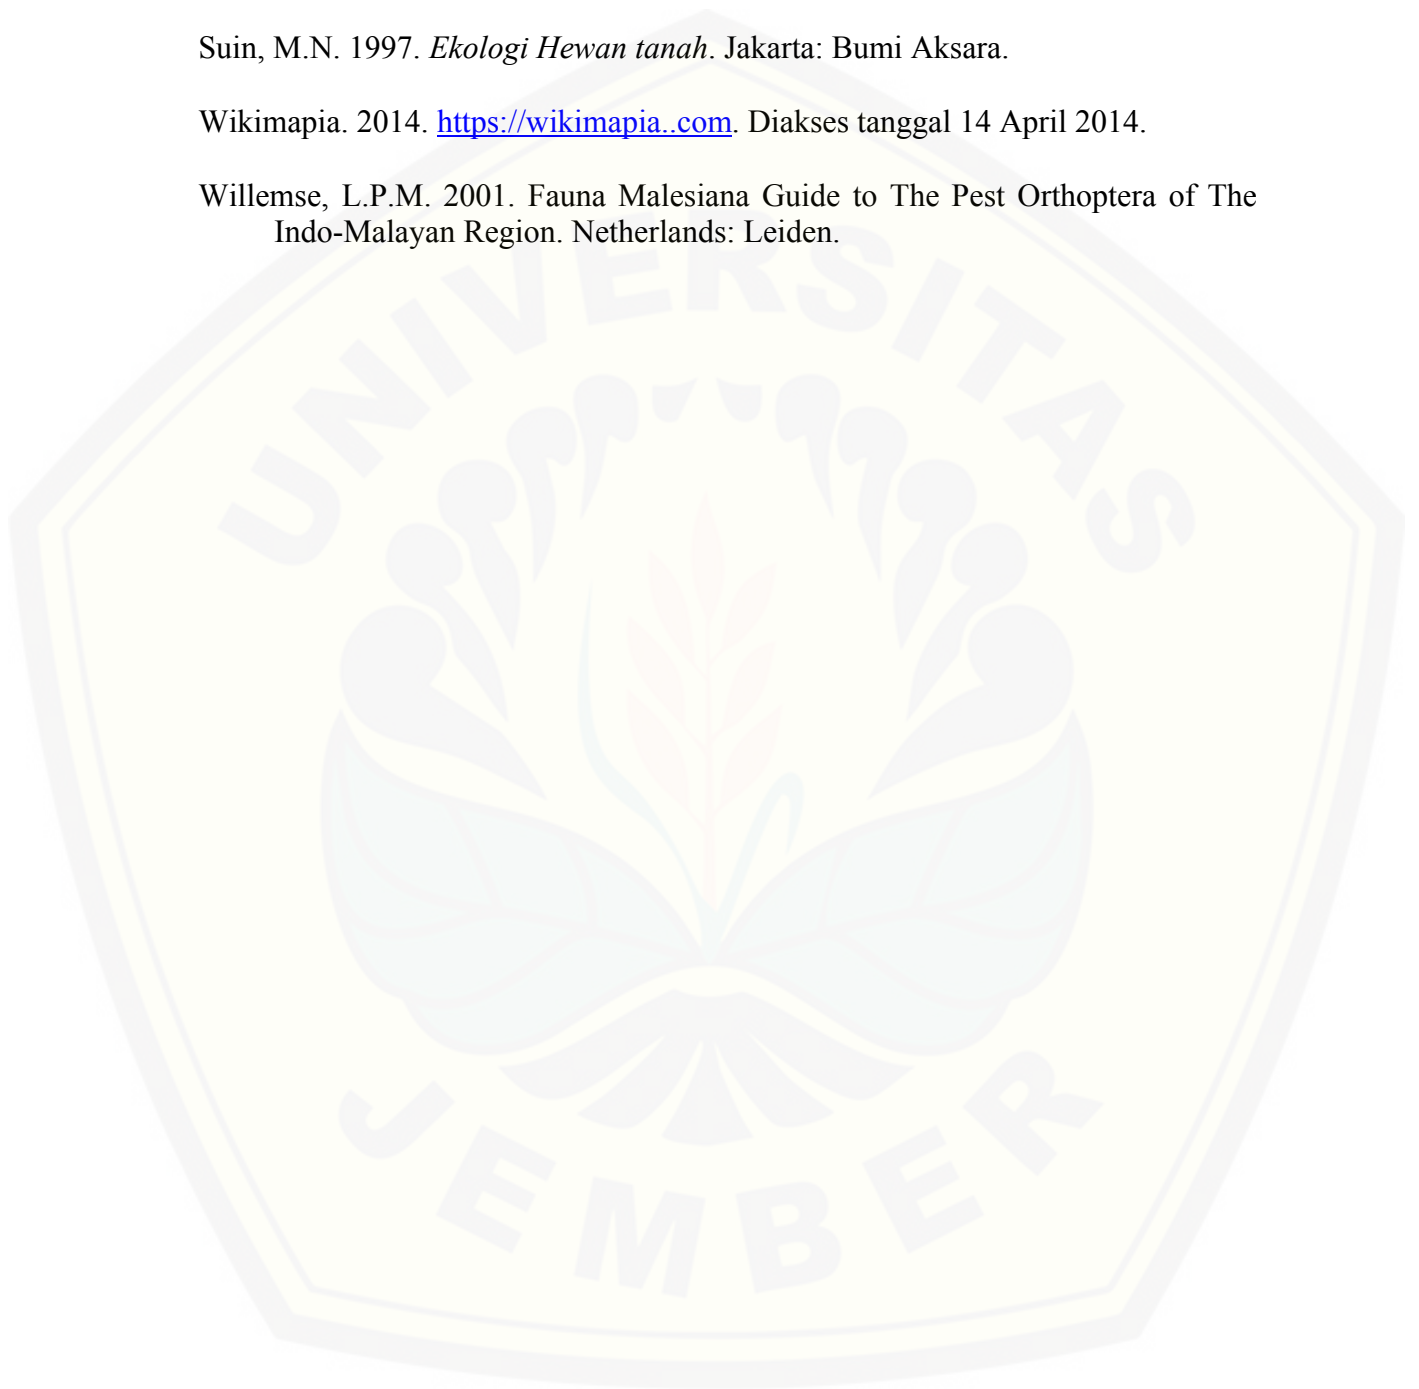 Suin, M.N. 1997. Ekologi Hewan tanah. Jakarta: Bumi Aksara.
Wikimapia. 2014. https://wikimapia..com. Diakses tanggal 14 April 2014.
Willemse, L.P.M. 2001. Fauna Malesiana Guide to The Pest Orthoptera of The
Indo-Malayan Region. Netherlands: Leiden.
UNIVERSITAS
JEMBER